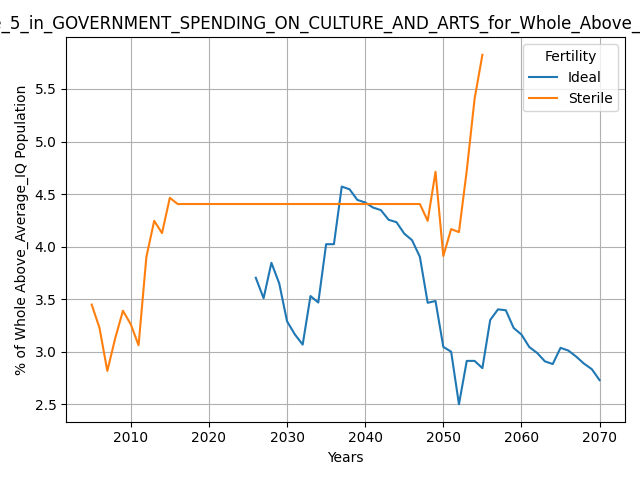 _5_in_GOVERNMENT_SPENDING_ON_CULTURE_AND_ARTS_for_Whole_Above_
% of Whole Above_Average_IQ Population
5.5
5.0
4.5
4.0
3.5
3.0
2.5
Fertility
Ideal
Sterile
2010 2020 2030 2040 2050 2060 2070
Years